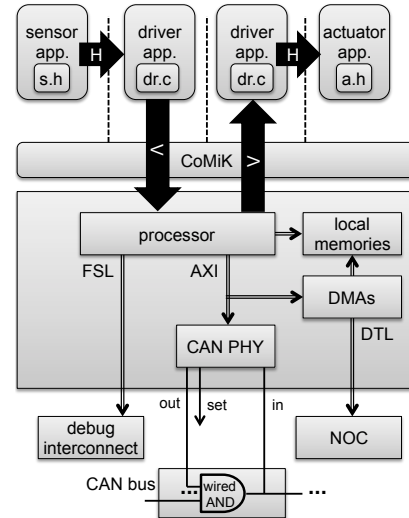 sensor
app.
s.h
H
driver
app.
dr.c
driver
app.
dr.c
H
actuator
app.
a.h
<
>
CoMiK
processor
local
memories
FSL
AXI
DMAs
DTL
CAN PHY
out
set
in
debug
interconnect
NOC
CAN bus
...
wired
AND
...